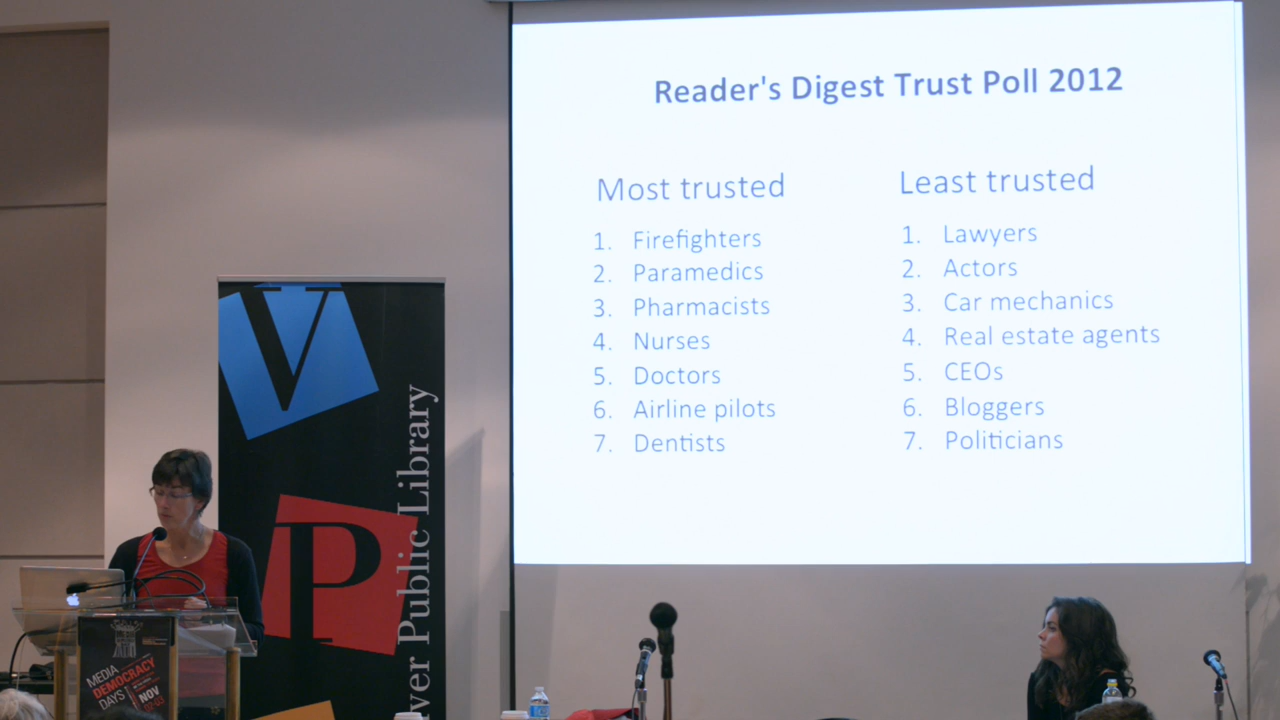 Reader's Digest Trust Poll 2012
Most trusted
1. Firefighters
2. Paramedics
3. Pharmacists
4. Nurses
5. Doctors
6. Airline pilots
7. Dentists
Least trusted
1. Lawyers
2. Actors
3. Car mechanics
4. Real estate agents
5. CEOs
6. Bloggers
7. Politicians
V
P
ver Public Library
MEDIA
DEMOCRACY
DAYS
NOV